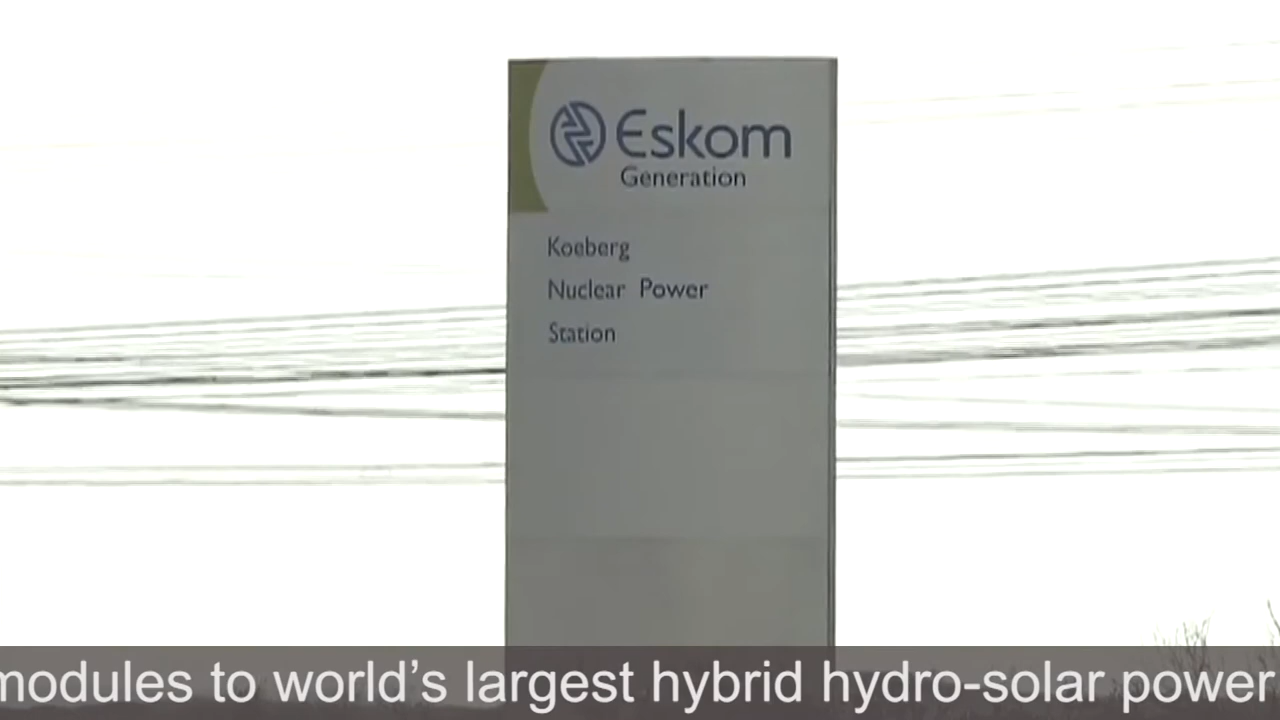 Eskom
Generation
Koeberg
Nuclear Power
Station
modules to world’s largest hybrid hydro-solar power